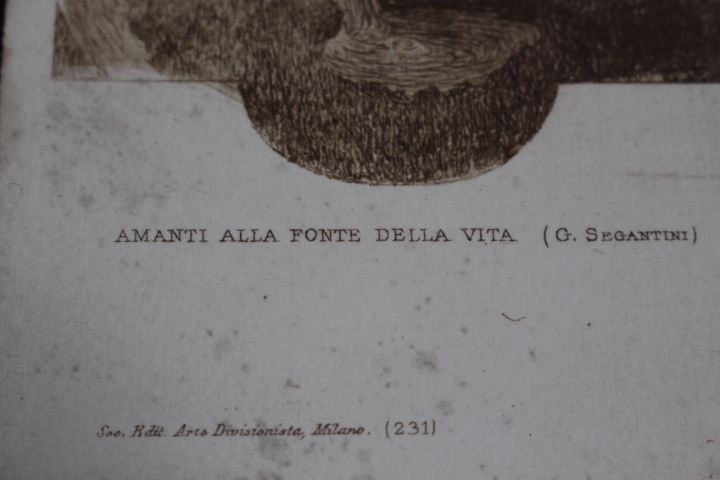 AMANTI ALLA FONTE DELLA VITA (G. SEGANTINI)
Soc. Edit. Arte Divisionista, Milano. (231)